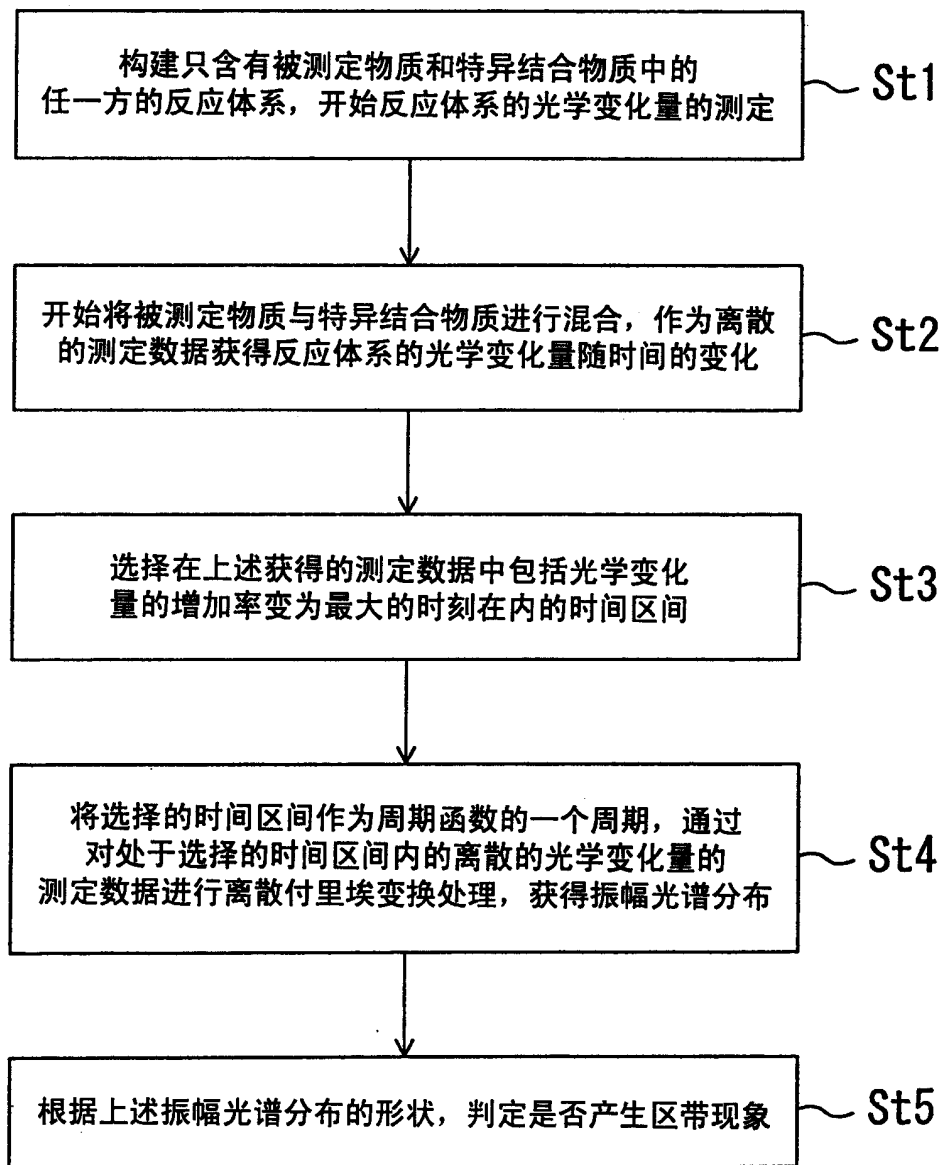 构建只含有被测定物质和特异结合物质中的
任一方的反应体系，开始反应体系的光学变化量的测定
St1
开始将被测定物质与特异结合物质进行混合，作为离散
的测定数据获得反应体系的光学变化量随时间的变化
St2
选择在上述获得的测定数据中包括光学变化
量的增加率变为最大的时刻在内的时间区间
St3
将选择的时间区间作为周期函数的一个周期，通过
对处于选择的时间区间内的离散的光学变化量的
测定数据进行离散付里埃变换处理，获得振幅光谱分布
St4
根据上述振幅光谱分布的形状，判定是否产生区带现象
St5